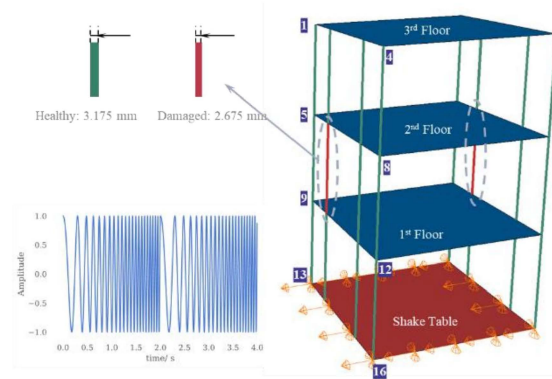 Healthy: 3.175 mm
Damaged: 2.675 mm
1
3rd Floor
4
5
2nd Floor
8
9
1st Floor
12
13
Shake Table
16
Amplitude
1.0
0.5
0.0
-0.5
-1.0
0.0 0.5 1.0 1.5 2.0 2.5 3.0 3.5 4.0
time/ s